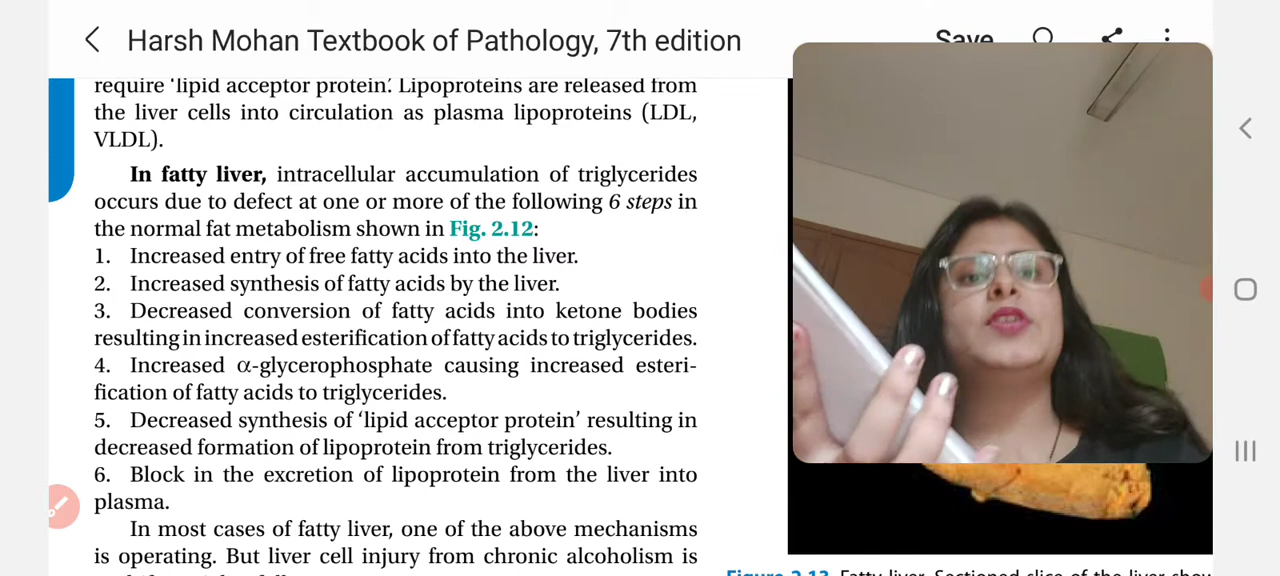 Harsh Mohan Textbook of Pathology, 7th edition
Save
require 'lipid acceptor protein'. Lipoproteins are released from
the liver cells into circulation as plasma lipoproteins (LDL,
VLDL).
In fatty liver, intracellular accumulation of triglycerides
occurs due to defect at one or more of the following 6 steps in
the normal fat metabolism shown in Fig. 2.12:
1. Increased entry of free fatty acids into the liver.
2. Increased synthesis of fatty acids by the liver.
3. Decreased conversion of fatty acids into ketone bodies
resulting in increased esterification of fatty acids to triglycerides.
4. Increased α-glycerophosphate causing increased esteri-
fication of fatty acids to triglycerides.
5. Decreased synthesis of 'lipid acceptor protein' resulting in
decreased formation of lipoprotein from triglycerides.
6. Block in the excretion of lipoprotein from the liver into
plasma.
In most cases of fatty liver, one of the above mechanisms
is operating. But liver cell injury from chronic alcoholism is
Figure 2.13 Fatty liver. Sectioned slice of the liver show